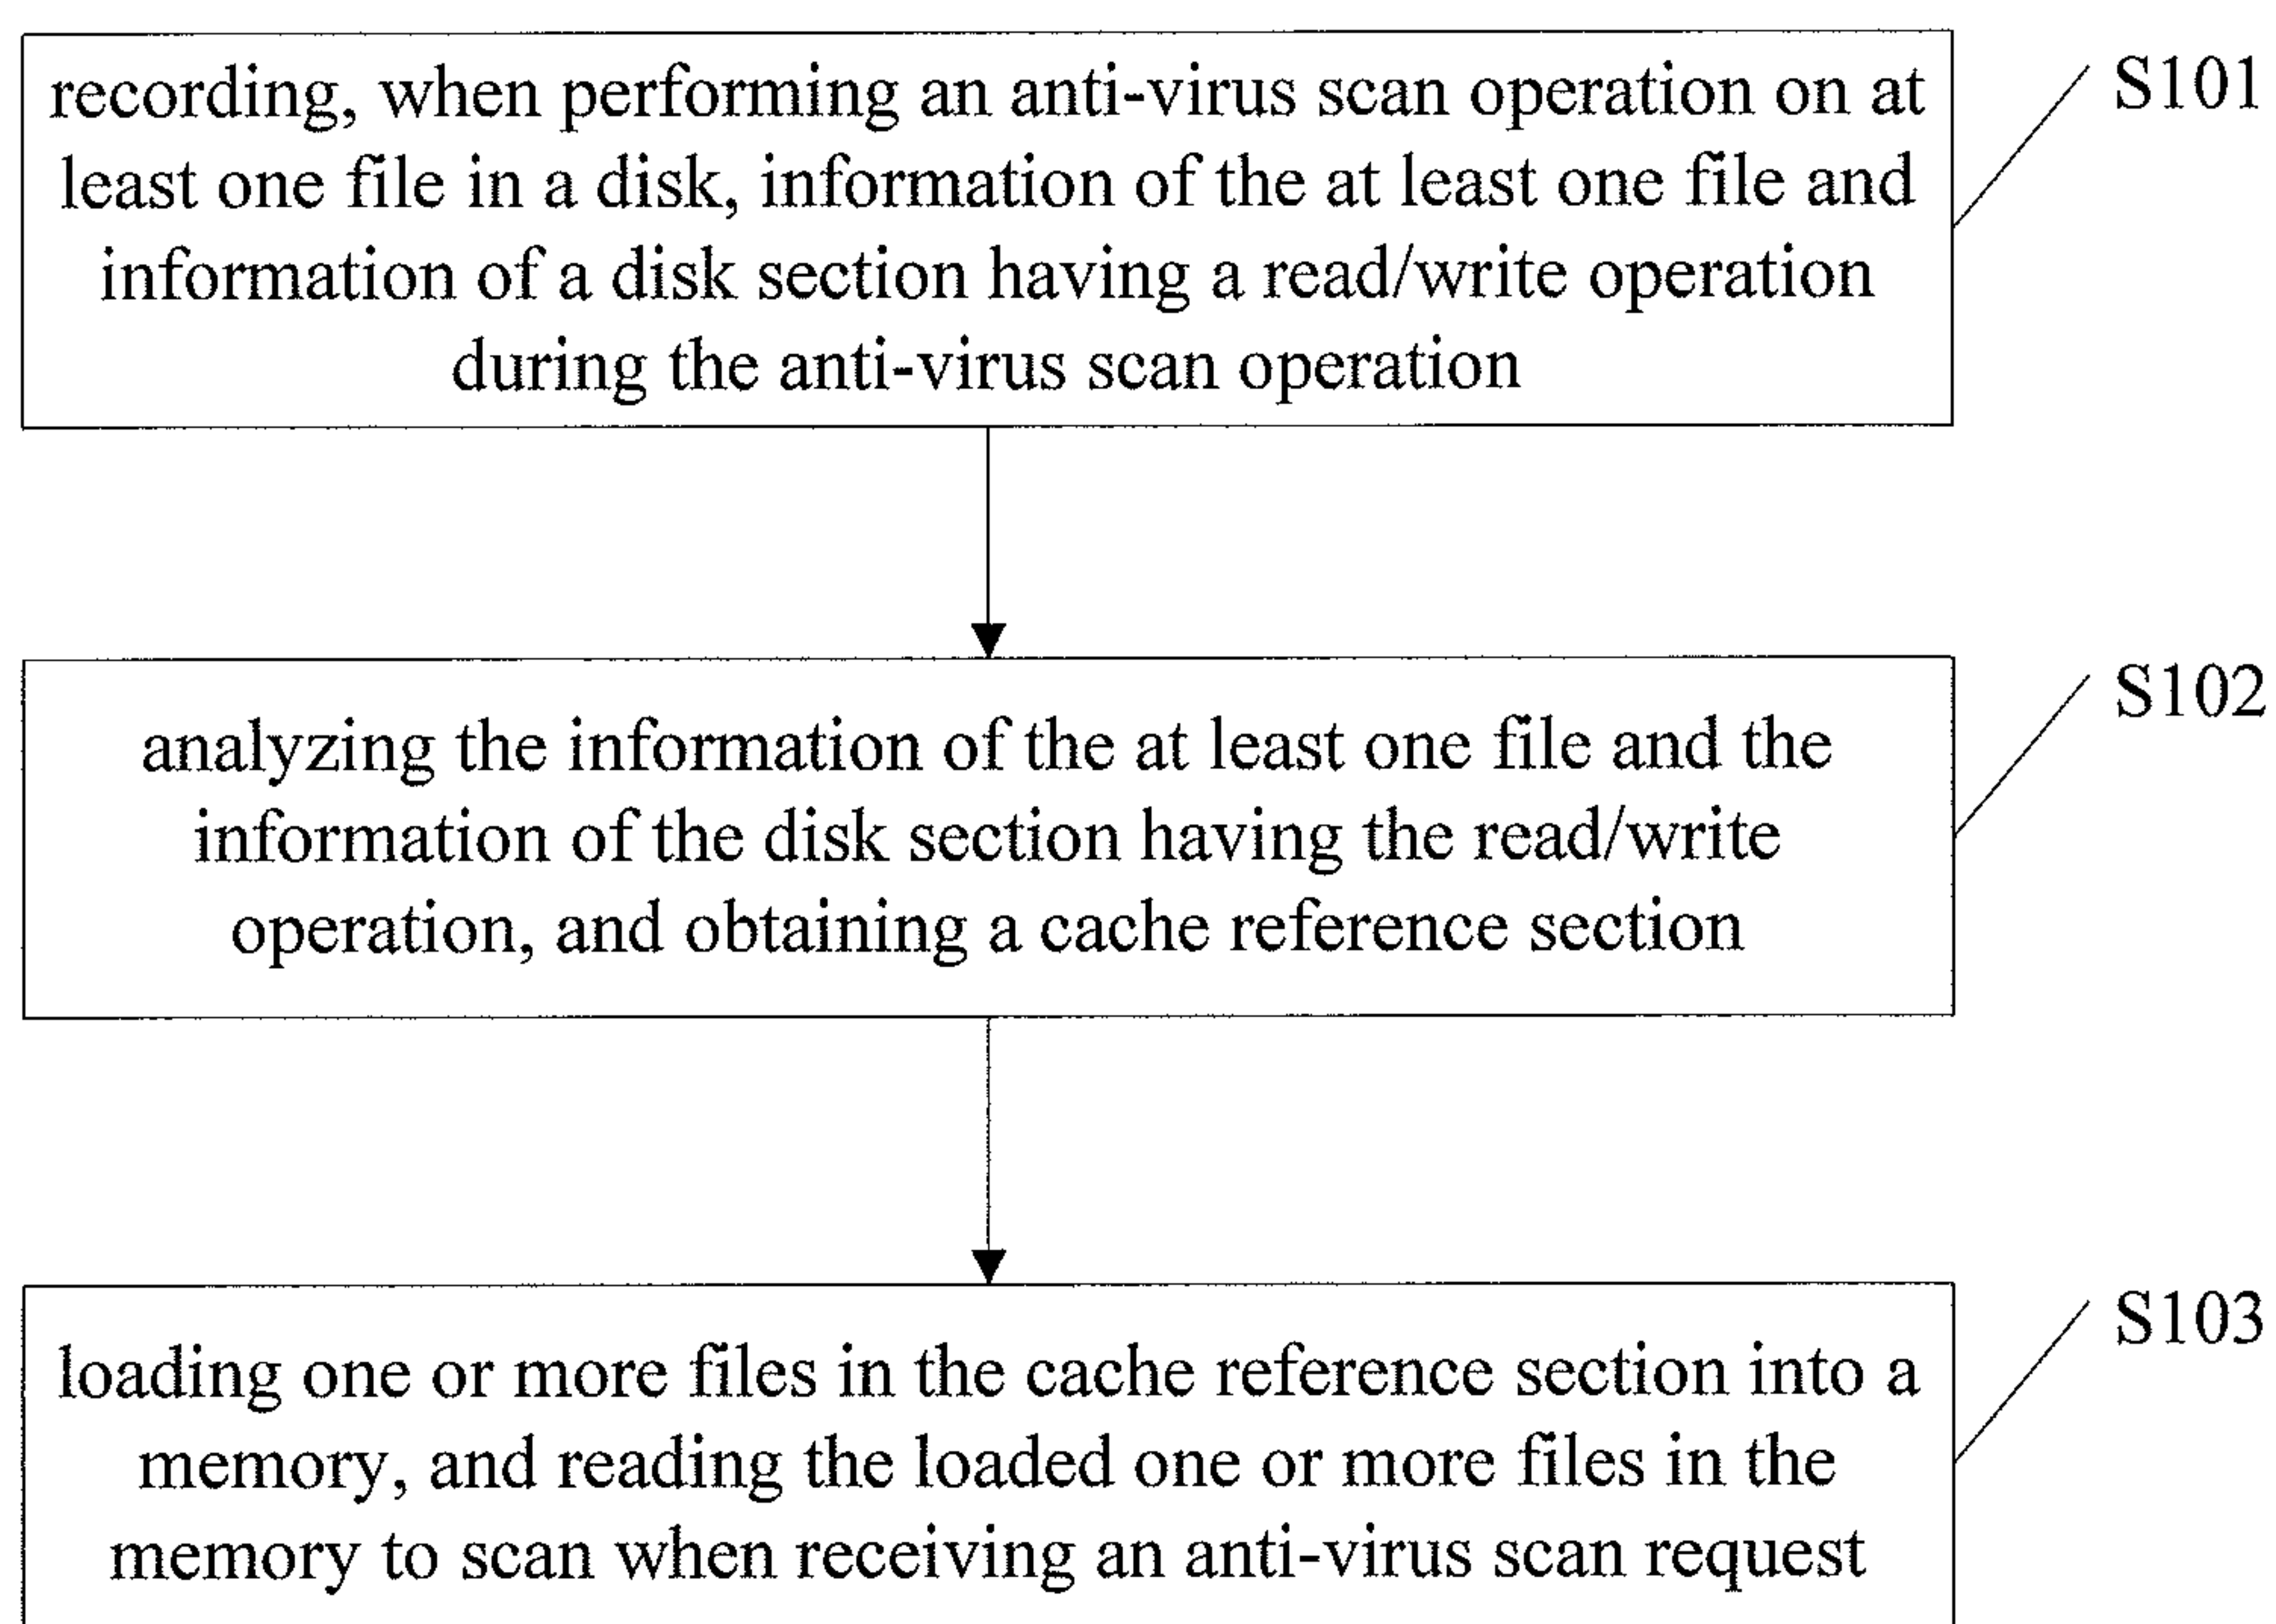 recording, when performing an anti-virus scan operation on at
least one file in a disk, information of the at least one file and
information of a disk section having a read/write operation
during the anti-virus scan operation
S101
analyzing the information of the at least one file and the
information of the disk section having the read/write
operation, and obtaining a cache reference section
S102
loading one or more files in the cache reference section into a
memory, and reading the loaded one or more files in the
memory to scan when receiving an anti-virus scan request
S103